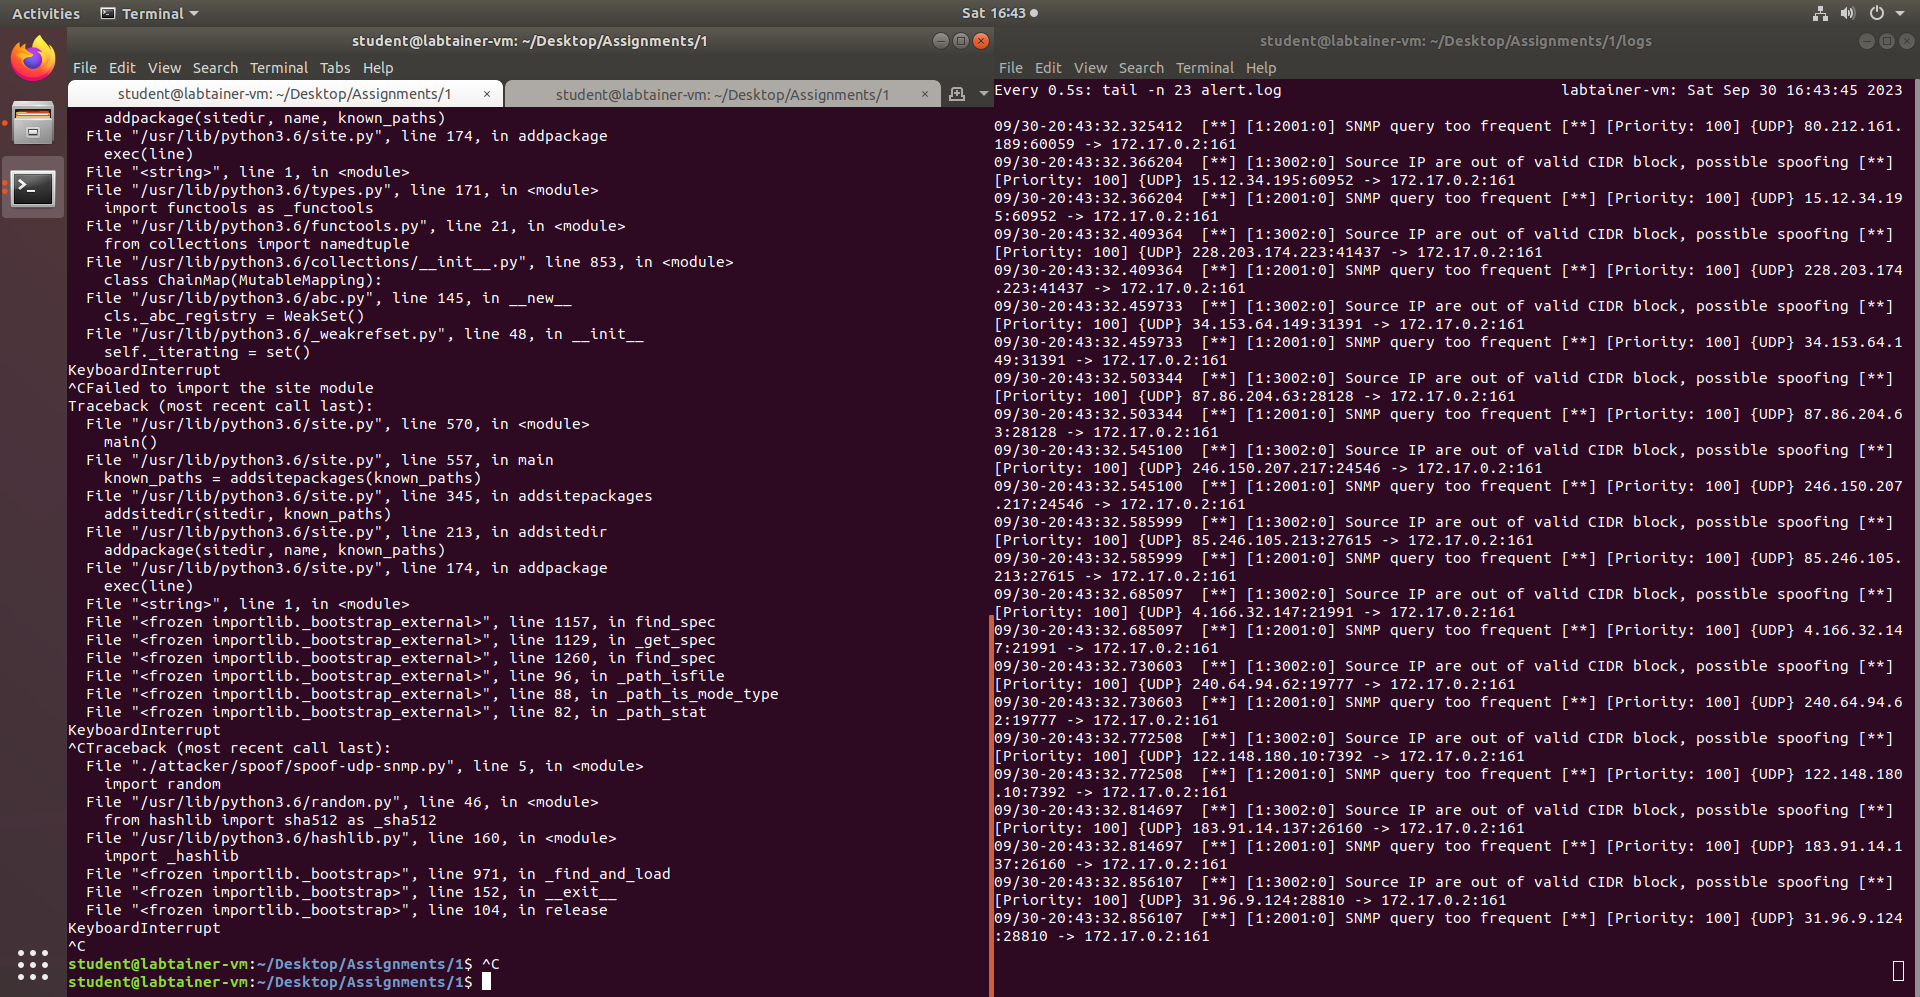 Activities Terminal Sat 16:43
student@labtainer-vm: ~/Desktop/Assignments/1
File Edit View Search Terminal Tabs Help
student@labtainer-vm: ~/Desktop/Assignments/1 × student@labtainer-vm: ~/Desktop/Assignments/1 ×
    addpackage(sitedir, name, known_paths)
  File "/usr/lib/python3.6/site.py", line 174, in addpackage
    exec(line)
  File "<string>", line 1, in <module>
  File "/usr/lib/python3.6/types.py", line 171, in <module>
    import functools as _functools
  File "/usr/lib/python3.6/functools.py", line 21, in <module>
    from collections import namedtuple
  File "/usr/lib/python3.6/collections/__init__.py", line 853, in <module>
    class ChainMap(MutableMapping):
  File "/usr/lib/python3.6/abc.py", line 145, in __new__
    cls._abc_registry = WeakSet()
  File "/usr/lib/python3.6/_weakrefset.py", line 48, in __init__
    self._iterating = set()
KeyboardInterrupt
^CFailed to import the site module
Traceback (most recent call last):
  File "/usr/lib/python3.6/site.py", line 570, in <module>
    main()
  File "/usr/lib/python3.6/site.py", line 557, in main
    known_paths = addsitepackages(known_paths)
  File "/usr/lib/python3.6/site.py", line 345, in addsitepackages
    addsitedir(sitedir, known_paths)
  File "/usr/lib/python3.6/site.py", line 213, in addsitedir
    addpackage(sitedir, name, known_paths)
  File "/usr/lib/python3.6/site.py", line 174, in addpackage
    exec(line)
  File "<string>", line 1, in <module>
  File "<frozen importlib._bootstrap_external>", line 1157, in find_spec
  File "<frozen importlib._bootstrap_external>", line 1129, in _get_spec
  File "<frozen importlib._bootstrap_external>", line 1260, in find_spec
  File "<frozen importlib._bootstrap_external>", line 96, in _path_isfile
  File "<frozen importlib._bootstrap_external>", line 88, in _path_is_mode_type
  File "<frozen importlib._bootstrap_external>", line 82, in _path_stat
KeyboardInterrupt
^CTraceback (most recent call last):
  File "./attacker/spoof/spoof-udp-snmp.py", line 5, in <module>
    import random
  File "/usr/lib/python3.6/random.py", line 46, in <module>
    from hashlib import sha512 as _sha512
  File "/usr/lib/python3.6/hashlib.py", line 160, in <module>
    import _hashlib
  File "<frozen importlib._bootstrap>", line 971, in _find_and_load
  File "<frozen importlib._bootstrap>", line 152, in __exit__
  File "<frozen importlib._bootstrap>", line 104, in release
KeyboardInterrupt
^C
student@labtainer-vm:~/Desktop/Assignments/1$ ^C
student@labtainer-vm:~/Desktop/Assignments/1$
student@labtainer-vm: ~/Desktop/Assignments/1/logs
File Edit View Search Terminal Help
Every 0.5s: tail -n 23 alert.log labtainer-vm: Sat Sep 30 16:43:45 2023
09/30-20:43:32.325412  [**] [1:2001:0] SNMP query too frequent [**] [Priority: 100] {UDP} 80.212.161.
189:60059 -> 172.17.0.2:161
09/30-20:43:32.366204  [**] [1:3002:0] Source IP are out of valid CIDR block, possible spoofing [**]
[Priority: 100] {UDP} 15.12.34.195:60952 -> 172.17.0.2:161
09/30-20:43:32.366204  [**] [1:2001:0] SNMP query too frequent [**] [Priority: 100] {UDP} 15.12.34.19
5:60952 -> 172.17.0.2:161
09/30-20:43:32.409364  [**] [1:3002:0] Source IP are out of valid CIDR block, possible spoofing [**]
[Priority: 100] {UDP} 228.203.174.223:41437 -> 172.17.0.2:161
09/30-20:43:32.409364  [**] [1:2001:0] SNMP query too frequent [**] [Priority: 100] {UDP} 228.203.174
.223:41437 -> 172.17.0.2:161
09/30-20:43:32.459733  [**] [1:3002:0] Source IP are out of valid CIDR block, possible spoofing [**]
[Priority: 100] {UDP} 34.153.64.149:31391 -> 172.17.0.2:161
09/30-20:43:32.459733  [**] [1:2001:0] SNMP query too frequent [**] [Priority: 100] {UDP} 34.153.64.1
49:31391 -> 172.17.0.2:161
09/30-20:43:32.503344  [**] [1:3002:0] Source IP are out of valid CIDR block, possible spoofing [**]
[Priority: 100] {UDP} 87.86.204.63:28128 -> 172.17.0.2:161
09/30-20:43:32.503344  [**] [1:2001:0] SNMP query too frequent [**] [Priority: 100] {UDP} 87.86.204.6
3:28128 -> 172.17.0.2:161
09/30-20:43:32.545100  [**] [1:3002:0] Source IP are out of valid CIDR block, possible spoofing [**]
[Priority: 100] {UDP} 246.150.207.217:24546 -> 172.17.0.2:161
09/30-20:43:32.545100  [**] [1:2001:0] SNMP query too frequent [**] [Priority: 100] {UDP} 246.150.207
.217:24546 -> 172.17.0.2:161
09/30-20:43:32.585999  [**] [1:3002:0] Source IP are out of valid CIDR block, possible spoofing [**]
[Priority: 100] {UDP} 85.246.105.213:27615 -> 172.17.0.2:161
09/30-20:43:32.585999  [**] [1:2001:0] SNMP query too frequent [**] [Priority: 100] {UDP} 85.246.105.
213:27615 -> 172.17.0.2:161
09/30-20:43:32.685097  [**] [1:3002:0] Source IP are out of valid CIDR block, possible spoofing [**]
[Priority: 100] {UDP} 4.166.32.147:21991 -> 172.17.0.2:161
09/30-20:43:32.685097  [**] [1:2001:0] SNMP query too frequent [**] [Priority: 100] {UDP} 4.166.32.14
7:21991 -> 172.17.0.2:161
09/30-20:43:32.730603  [**] [1:3002:0] Source IP are out of valid CIDR block, possible spoofing [**]
[Priority: 100] {UDP} 240.64.94.62:19777 -> 172.17.0.2:161
09/30-20:43:32.730603  [**] [1:2001:0] SNMP query too frequent [**] [Priority: 100] {UDP} 240.64.94.6
2:19777 -> 172.17.0.2:161
09/30-20:43:32.772508  [**] [1:3002:0] Source IP are out of valid CIDR block, possible spoofing [**]
[Priority: 100] {UDP} 122.148.180.10:7392 -> 172.17.0.2:161
09/30-20:43:32.772508  [**] [1:2001:0] SNMP query too frequent [**] [Priority: 100] {UDP} 122.148.180
.10:7392 -> 172.17.0.2:161
09/30-20:43:32.814697  [**] [1:3002:0] Source IP are out of valid CIDR block, possible spoofing [**]
[Priority: 100] {UDP} 183.91.14.137:26160 -> 172.17.0.2:161
09/30-20:43:32.814697  [**] [1:2001:0] SNMP query too frequent [**] [Priority: 100] {UDP} 183.91.14.1
37:26160 -> 172.17.0.2:161
09/30-20:43:32.856107  [**] [1:3002:0] Source IP are out of valid CIDR block, possible spoofing [**]
[Priority: 100] {UDP} 31.96.9.124:28810 -> 172.17.0.2:161
09/30-20:43:32.856107  [**] [1:2001:0] SNMP query too frequent [**] [Priority: 100] {UDP} 31.96.9.124
:28810 -> 172.17.0.2:161